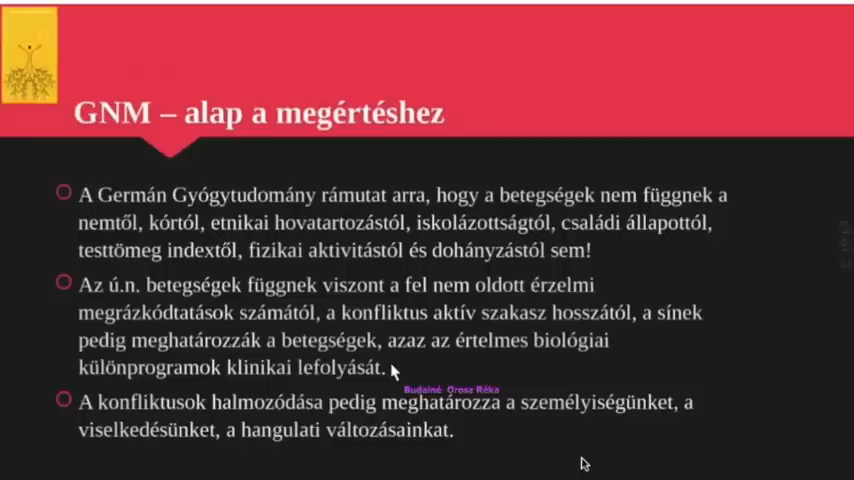 GNM – alap a megértéshez
A Germán Gyógytudomány rámutat arra, hogy a betegségek nem függnek a
nemtől, kórtól, etnikai hovatartozástól, iskolázottságtól, családi állapottól,
testtömeg indextől, fizikai aktivitástól és dohányzástól sem!
Az ú.n. betegségek függnek viszont a fel nem oldott érzelmi
megrázkódtatások számától, a konfliktus aktív szakasz hosszától, a sínek
pedig meghatározzák a betegségek, azaz az értelmes biológiai
különprogramok klinikai lefolyását.
Budainé Orosz Réka
A konfliktusok halmozódása pedig meghatározza a személyiségünket, a
viselkedésünket, a hangulati változásainkat.